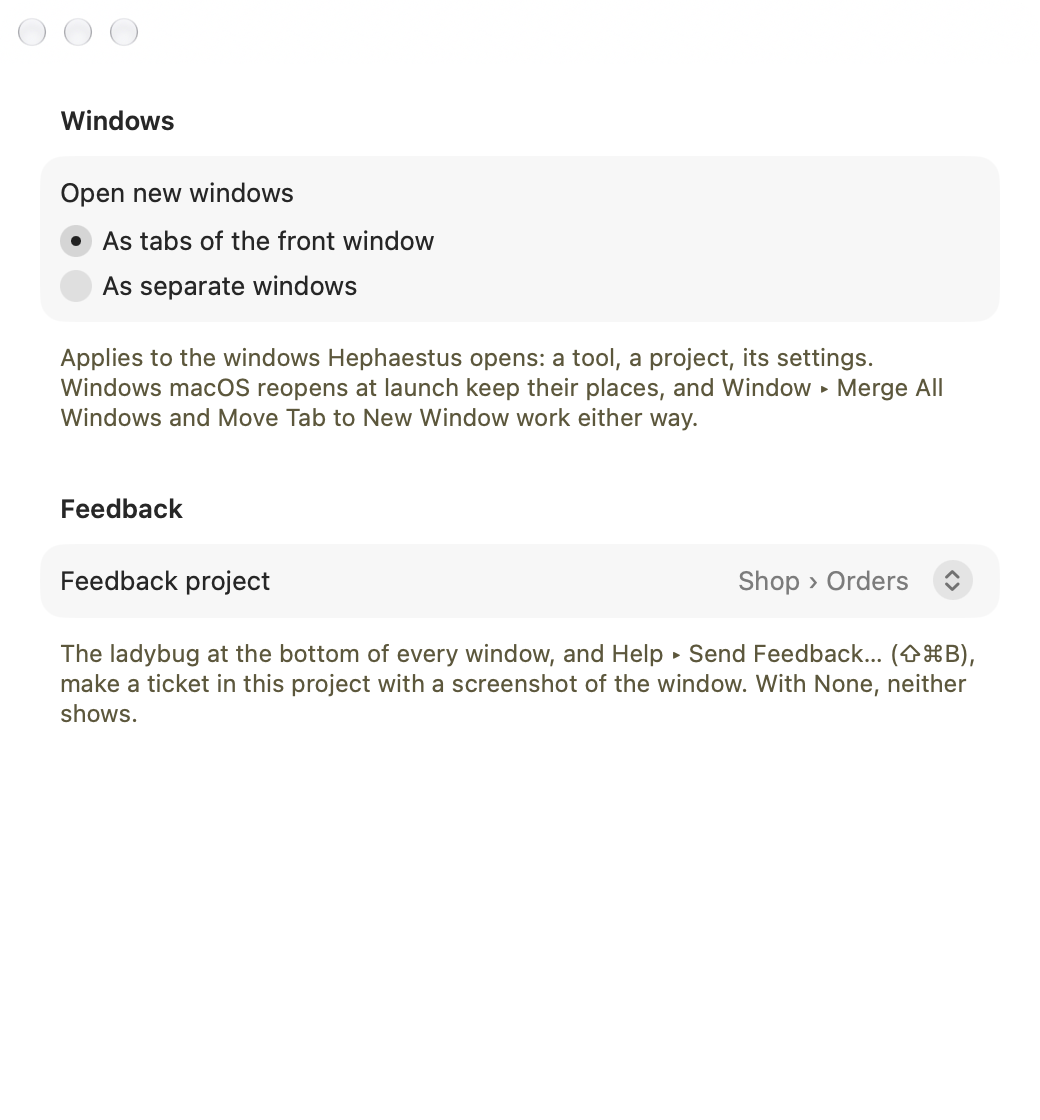 Windows
Open new windows
As tabs of the front window
As separate windows
Applies to the windows Hephaestus opens: a tool, a project, its settings.
Windows macOS reopens at launch keep their places, and Window ▸ Merge All
Windows and Move Tab to New Window work either way.
Feedback
Feedback project
Shop › Orders
The ladybug at the bottom of every window, and Help ▸ Send Feedback… (⇧⌘B),
make a ticket in this project with a screenshot of the window. With None, neither
shows.